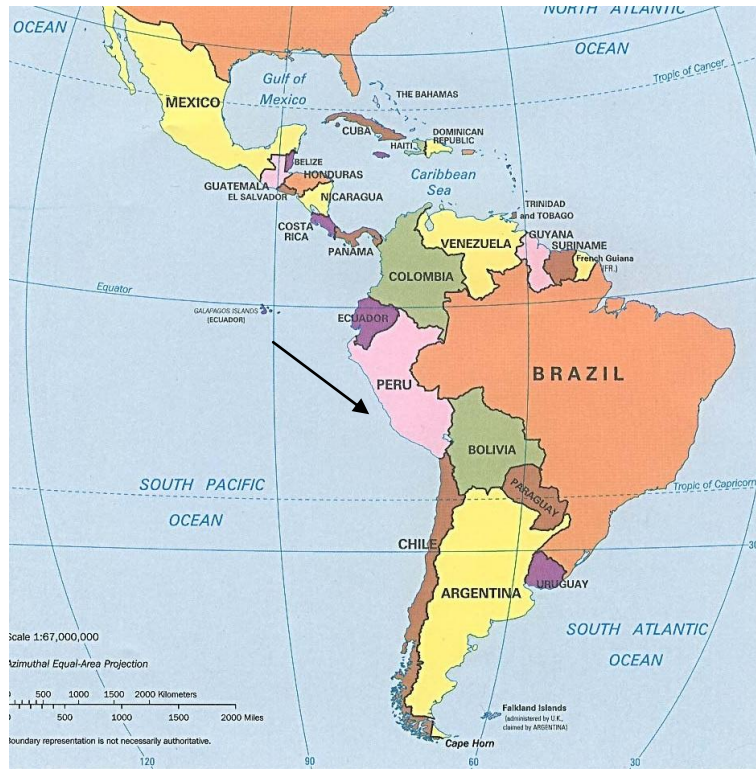 OCEAN
NORTH ATLANTIC
OCEAN
Tropic of Cancer
Gulf of
Mexico
MEXICO
THE BAHAMAS
CUBA
HAITI
DOMINICAN
REPUBLIC
BELIZE
HONDURAS
GUATEMALA
EL SALVADOR
NICARAGUA
Caribbean
Sea
COSTA
RICA
PANAMA
TRINIDAD
and TOBAGO
VENEZUELA
GUYANA
SURINAME
French Guiana
(FR.)
COLOMBIA
Equator
GALAPAGOS ISLANDS
(ECUADOR)
ECUADOR
PERU
BRAZIL
BOLIVIA
SOUTH PACIFIC
OCEAN
Tropic of Capricorn
PARAGUAY
CHILE
30
URUGUAY
ARGENTINA
SOUTH ATLANTIC
OCEAN
Scale 1:67,000,000
Azimuthal Equal-Area Projection
0 500 1000 1500 2000 Kilometers
0 500 1000 1500 2000 Miles
Boundary representation is not necessarily authoritative.
Falkland Islands
(administered by U.K.,
claimed by ARGENTINA)
Cape Horn
120
90
60
30